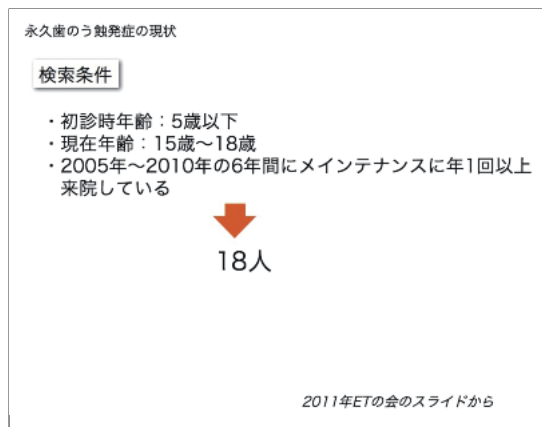 永久歯のう蝕発症の現状
検索条件
・初診時年齢：5歳以下
・現在年齢：15歳〜18歳
・2005年〜2010年の6年間にメインテナンスに年1回以上
来院している
18人
2011年ETの会のスライドから